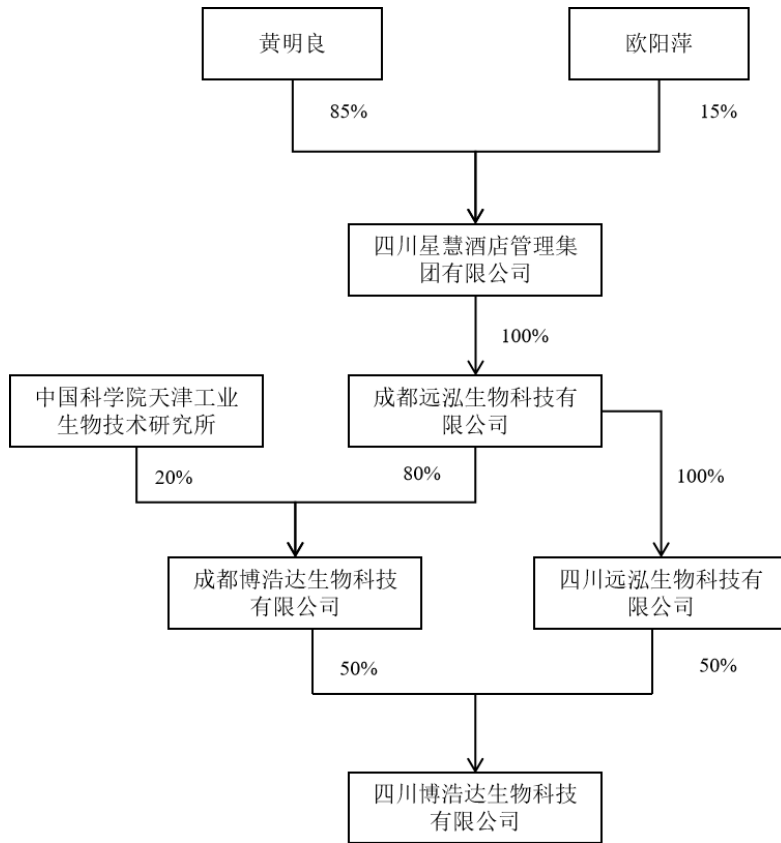 黄明良
欧阳萍
85%
15%
四川星慧酒店管理集
团有限公司
100%
中国科学院天津工业
生物技术研究所
成都远泓生物科技有
限公司
20%
80%
100%
成都博浩达生物科技
有限公司
四川远泓生物科技有
限公司
50%
50%
四川博浩达生物科技
有限公司